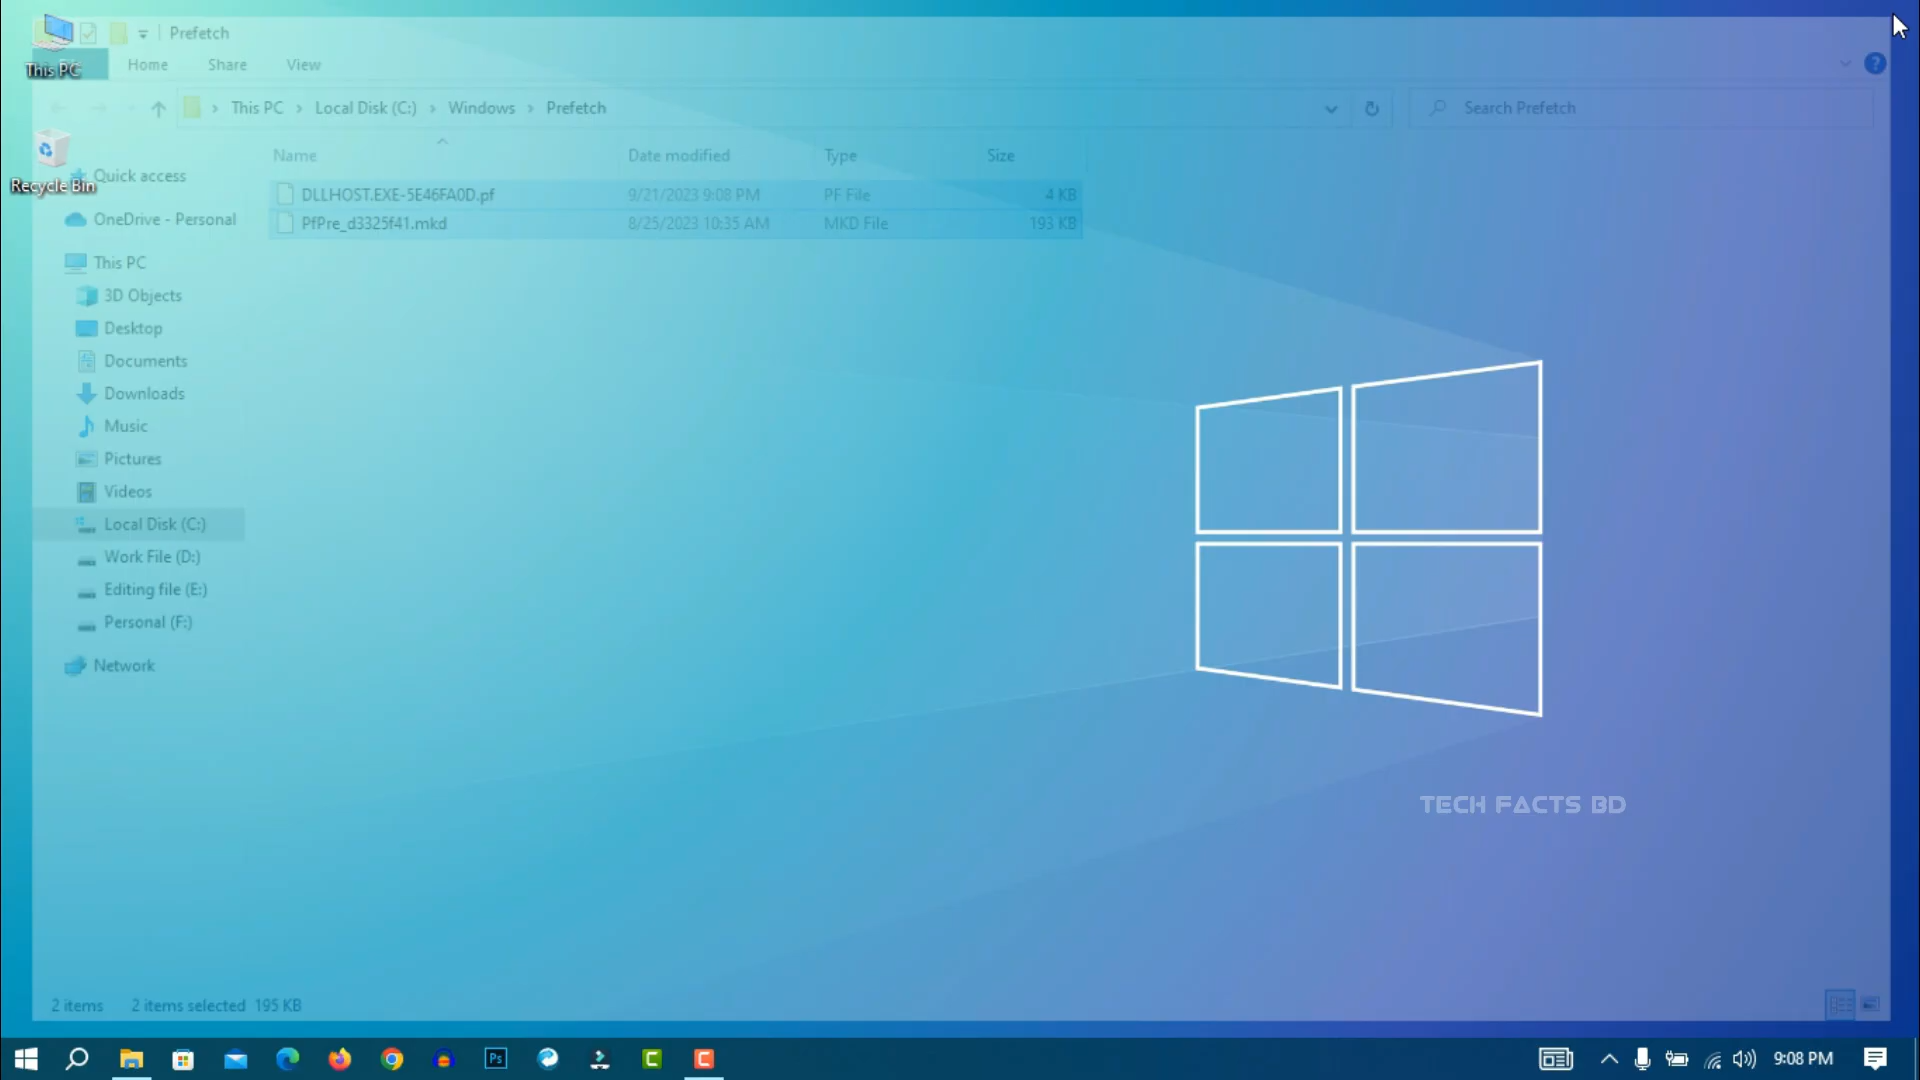 Prefetch
This PC
Home Share View
This PC Local Disk (C:) Windows Prefetch
Search Prefetch
Name Date modified Type Size
Recycle Bin
Quick access
DLLHOST.EXE-5E46FA0D.pf 9/21/2023 9:08 PM PF File 4 KB
OneDrive - Personal
PfPre_d3325f41.mkd 8/25/2023 10:35 AM MKD File 193 KB
This PC
3D Objects
Desktop
Documents
Downloads
Music
Pictures
Videos
Local Disk (C:)
Work File (D:)
Editing file (E:)
Personal (F:)
Network
TECH FACTS BD
2 items 2 items selected 195 KB
Ps
C
C
9:08 PM